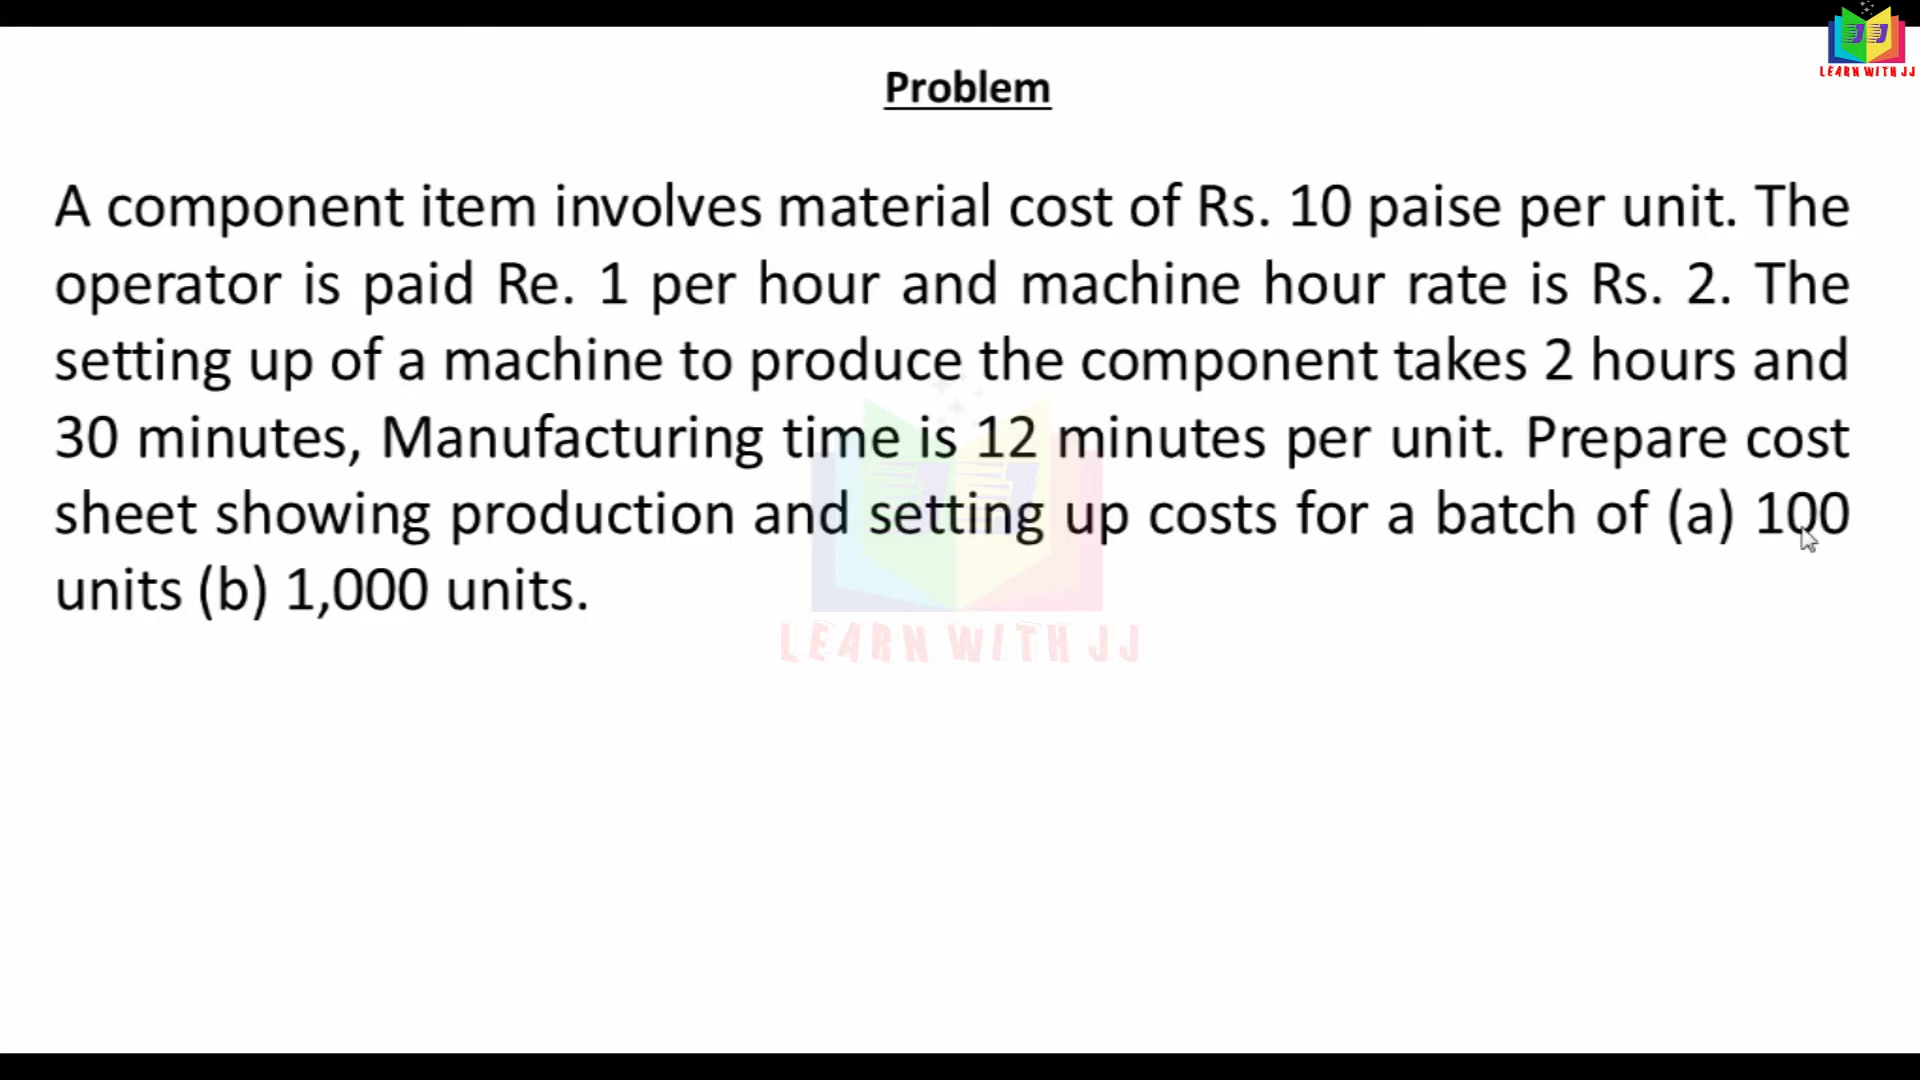 LEARN WITH JJ
Problem
A component item involves material cost of Rs. 10 paise per unit. The
operator is paid Re. 1 per hour and machine hour rate is Rs. 2. The
setting up of a machine to produce the component takes 2 hours and
30 minutes, Manufacturing time is 12 minutes per unit. Prepare cost
sheet showing production and setting up costs for a batch of (a) 100
units (b) 1,000 units.
LEARN WITH JJ